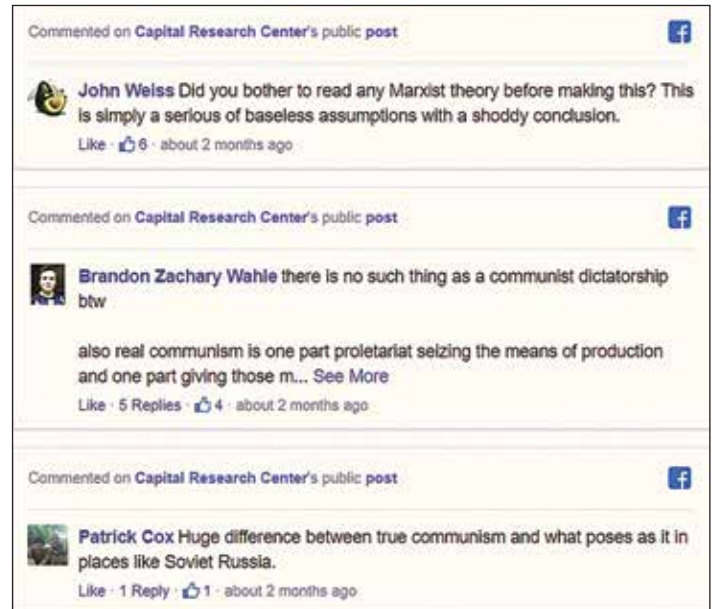 Commented on Capital Research Center's public post
John Weiss Did you bother to read any Marxist theory before making this? This
is simply a serious of baseless assumptions with a shoddy conclusion.
Like · 6 · about 2 months ago
Commented on Capital Research Center's public post
Brandon Zachary Wahle there is no such thing as a communist dictatorship
btw
also real communism is one part proletariat seizing the means of production
and one part giving those m... See More
Like · 5 Replies · 4 · about 2 months ago
Commented on Capital Research Center's public post
Patrick Cox Huge difference between true communism and what poses as it in
places like Soviet Russia.
Like · 1 Reply · 1 · about 2 months ago